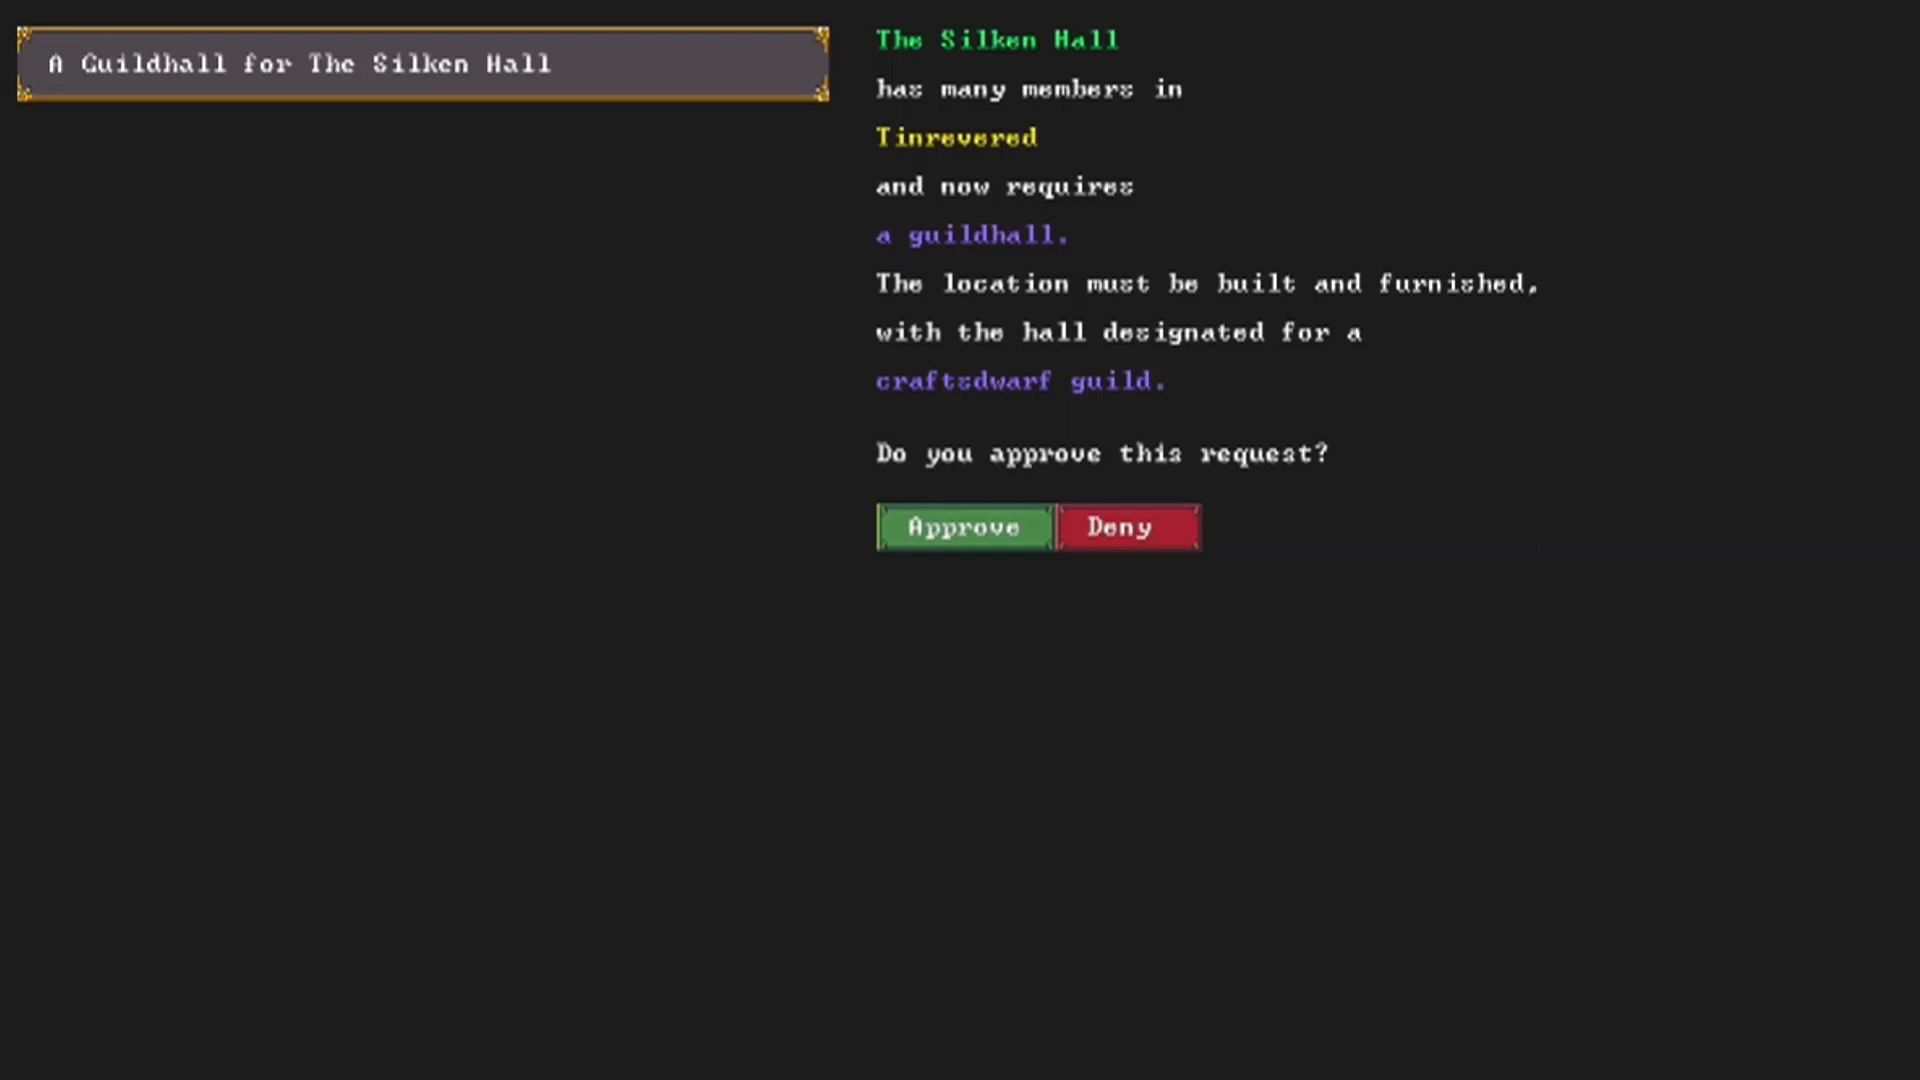 A Guildhall for The Silken Hall
The Silken Hall
has many members in
Tinrevered
and now requires
a guildhall.
The location must be built and furnished,
with the hall designated for a
craftsdwarf guild.
Do you approve this request?
Approve
Deny